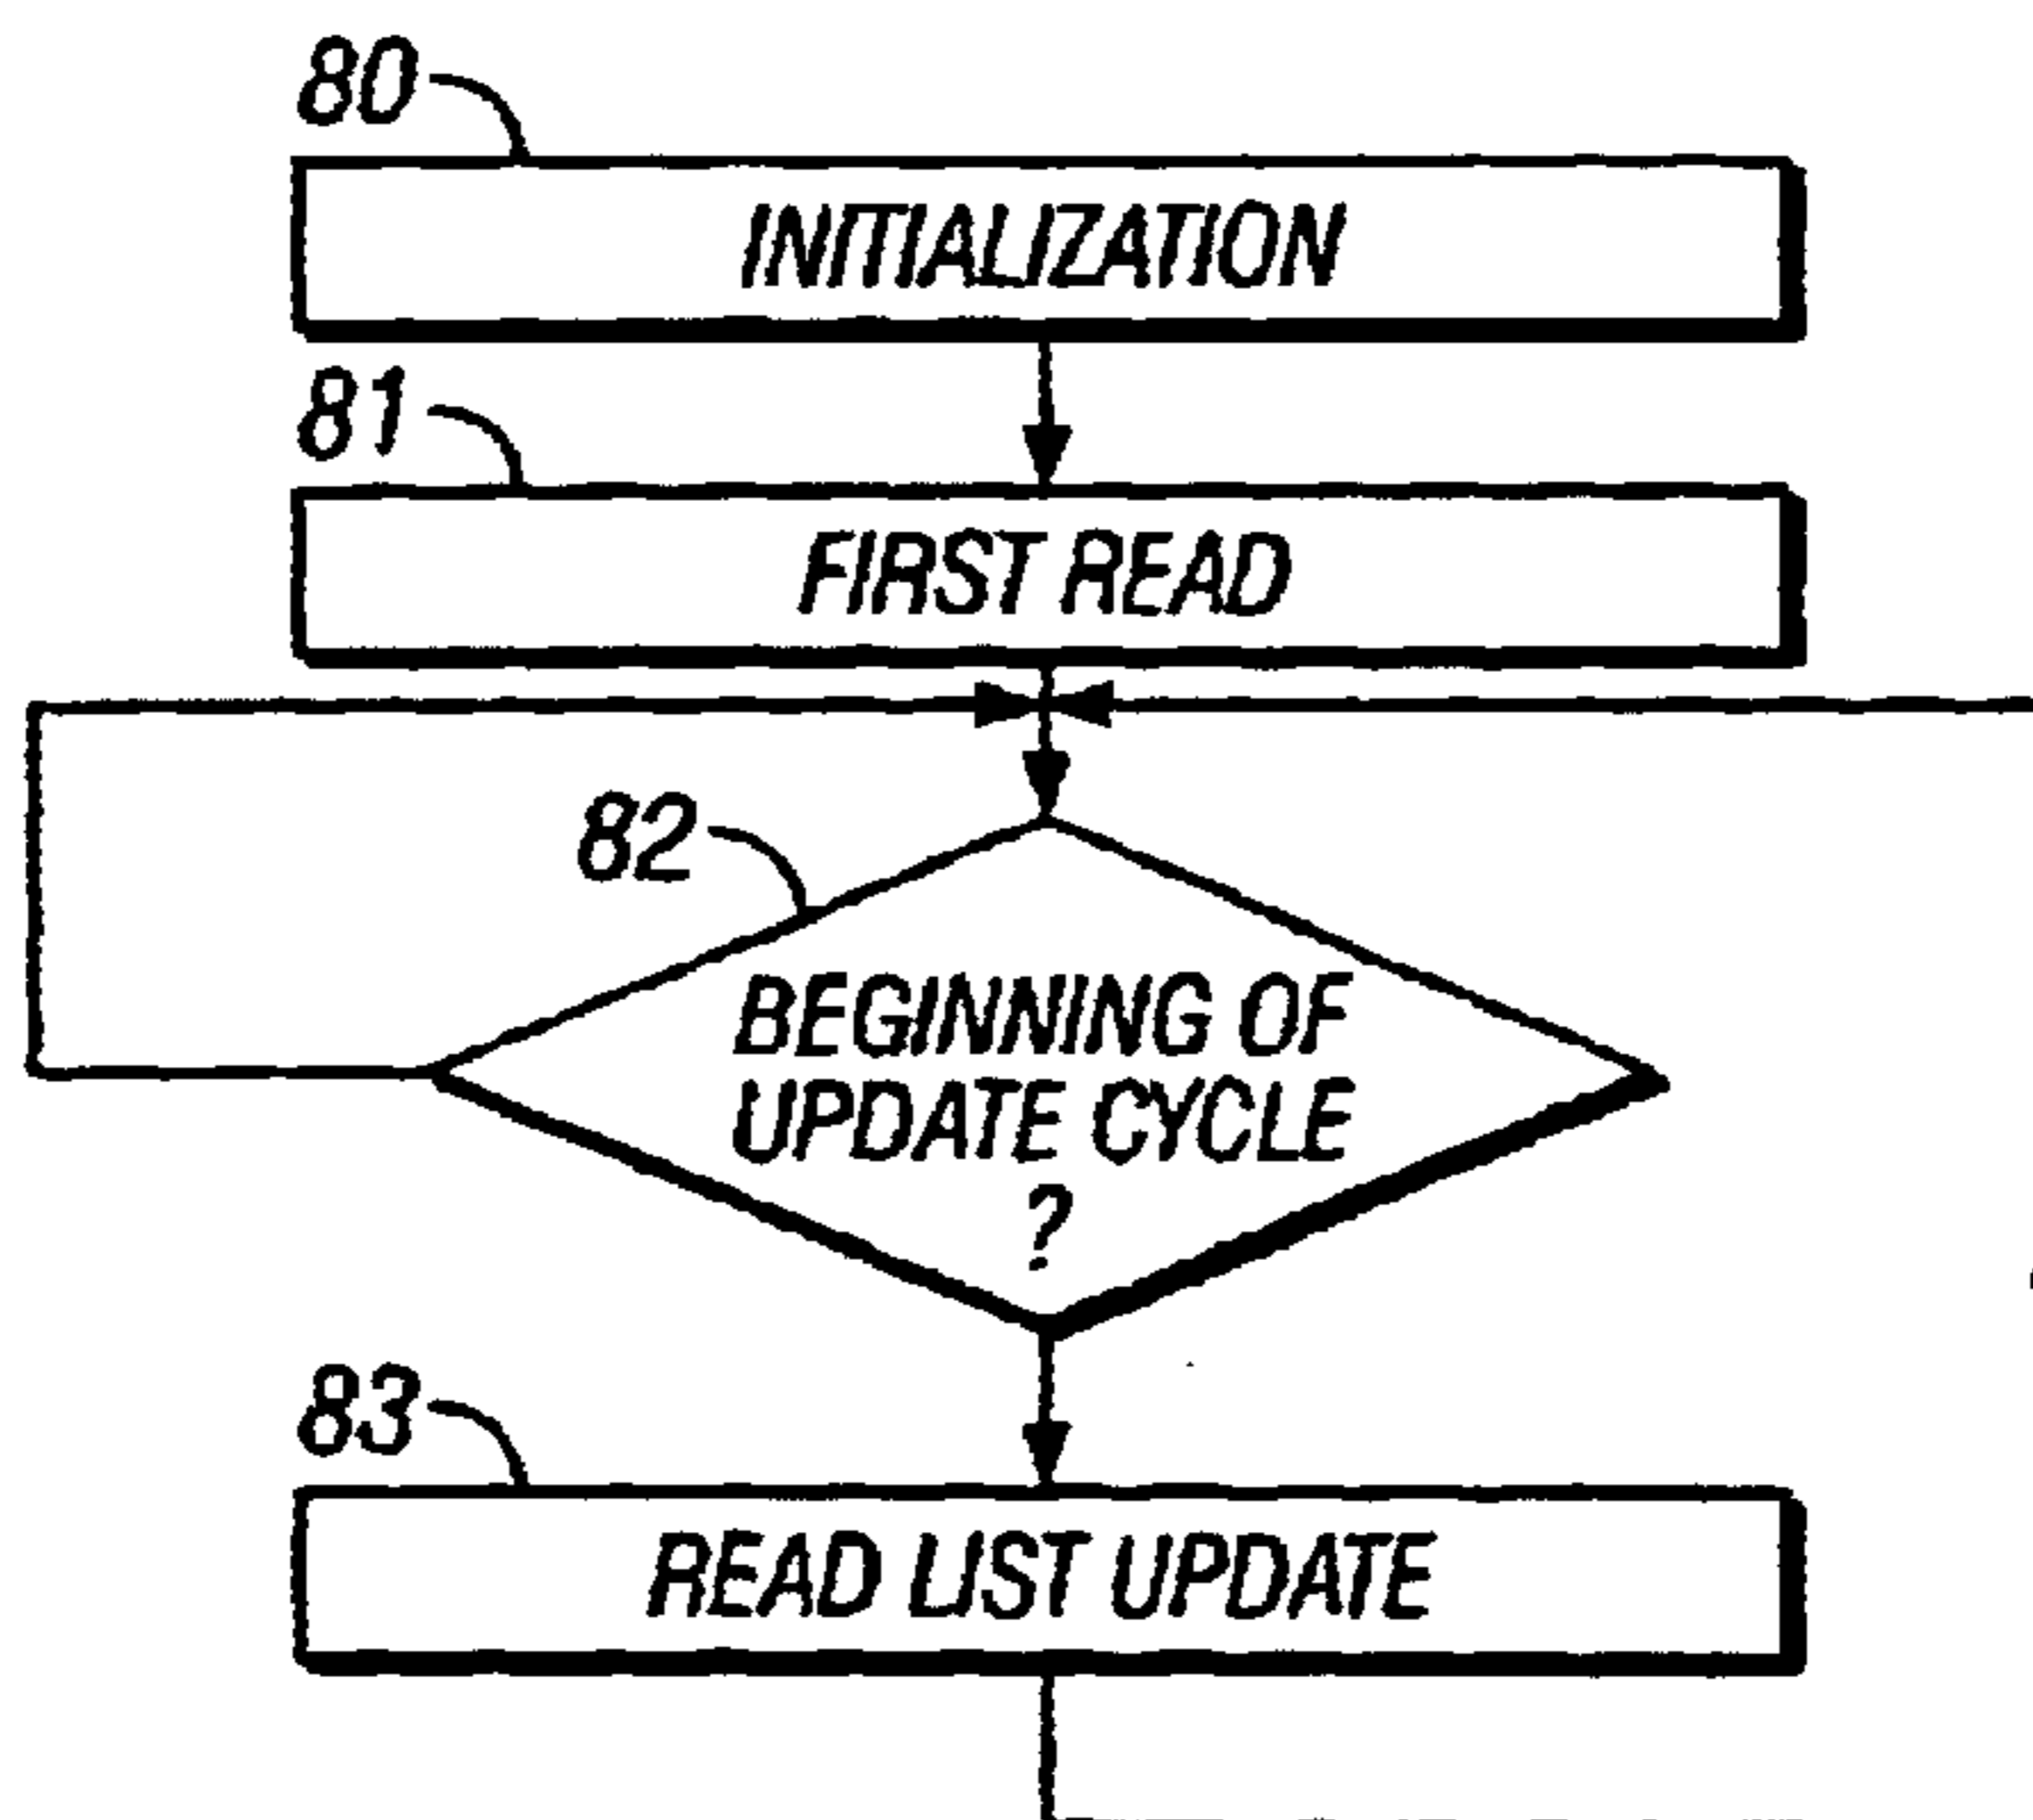 80
INITIALIZATION
81
FIRST READ
82
BEGINNING OF
UPDATE CYCLE
?
83
READ LIST UPDATE